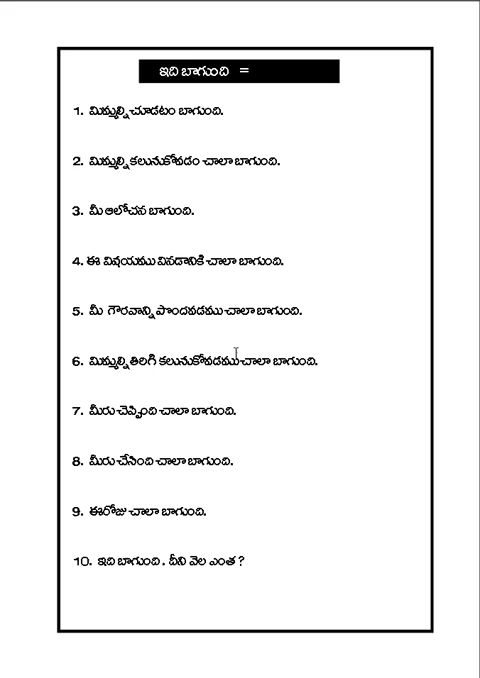 ఇది బాగుంది =
1. మిమ్మల్ని చూడటం బాగుంది.
2. మిమ్మల్ని కలుసుకోవడం చాలా బాగుంది.
3. మీ ఆలోచన బాగుంది.
4. ఈ విషయము వినడానికి చాలా బాగుంది.
5. మీ గౌరవాన్ని పొందవడము చాలా బాగుంది.
6. మిమ్మల్ని తిరిగి కలుసుకోవడము చాలా బాగుంది.
7. మీరు చెప్పింది చాలా బాగుంది.
8. మీరు చేసింది చాలా బాగుంది.
9. ఈరోజు చాలా బాగుంది.
10. ఇది బాగుంది. వీని వెల ఎంత ?